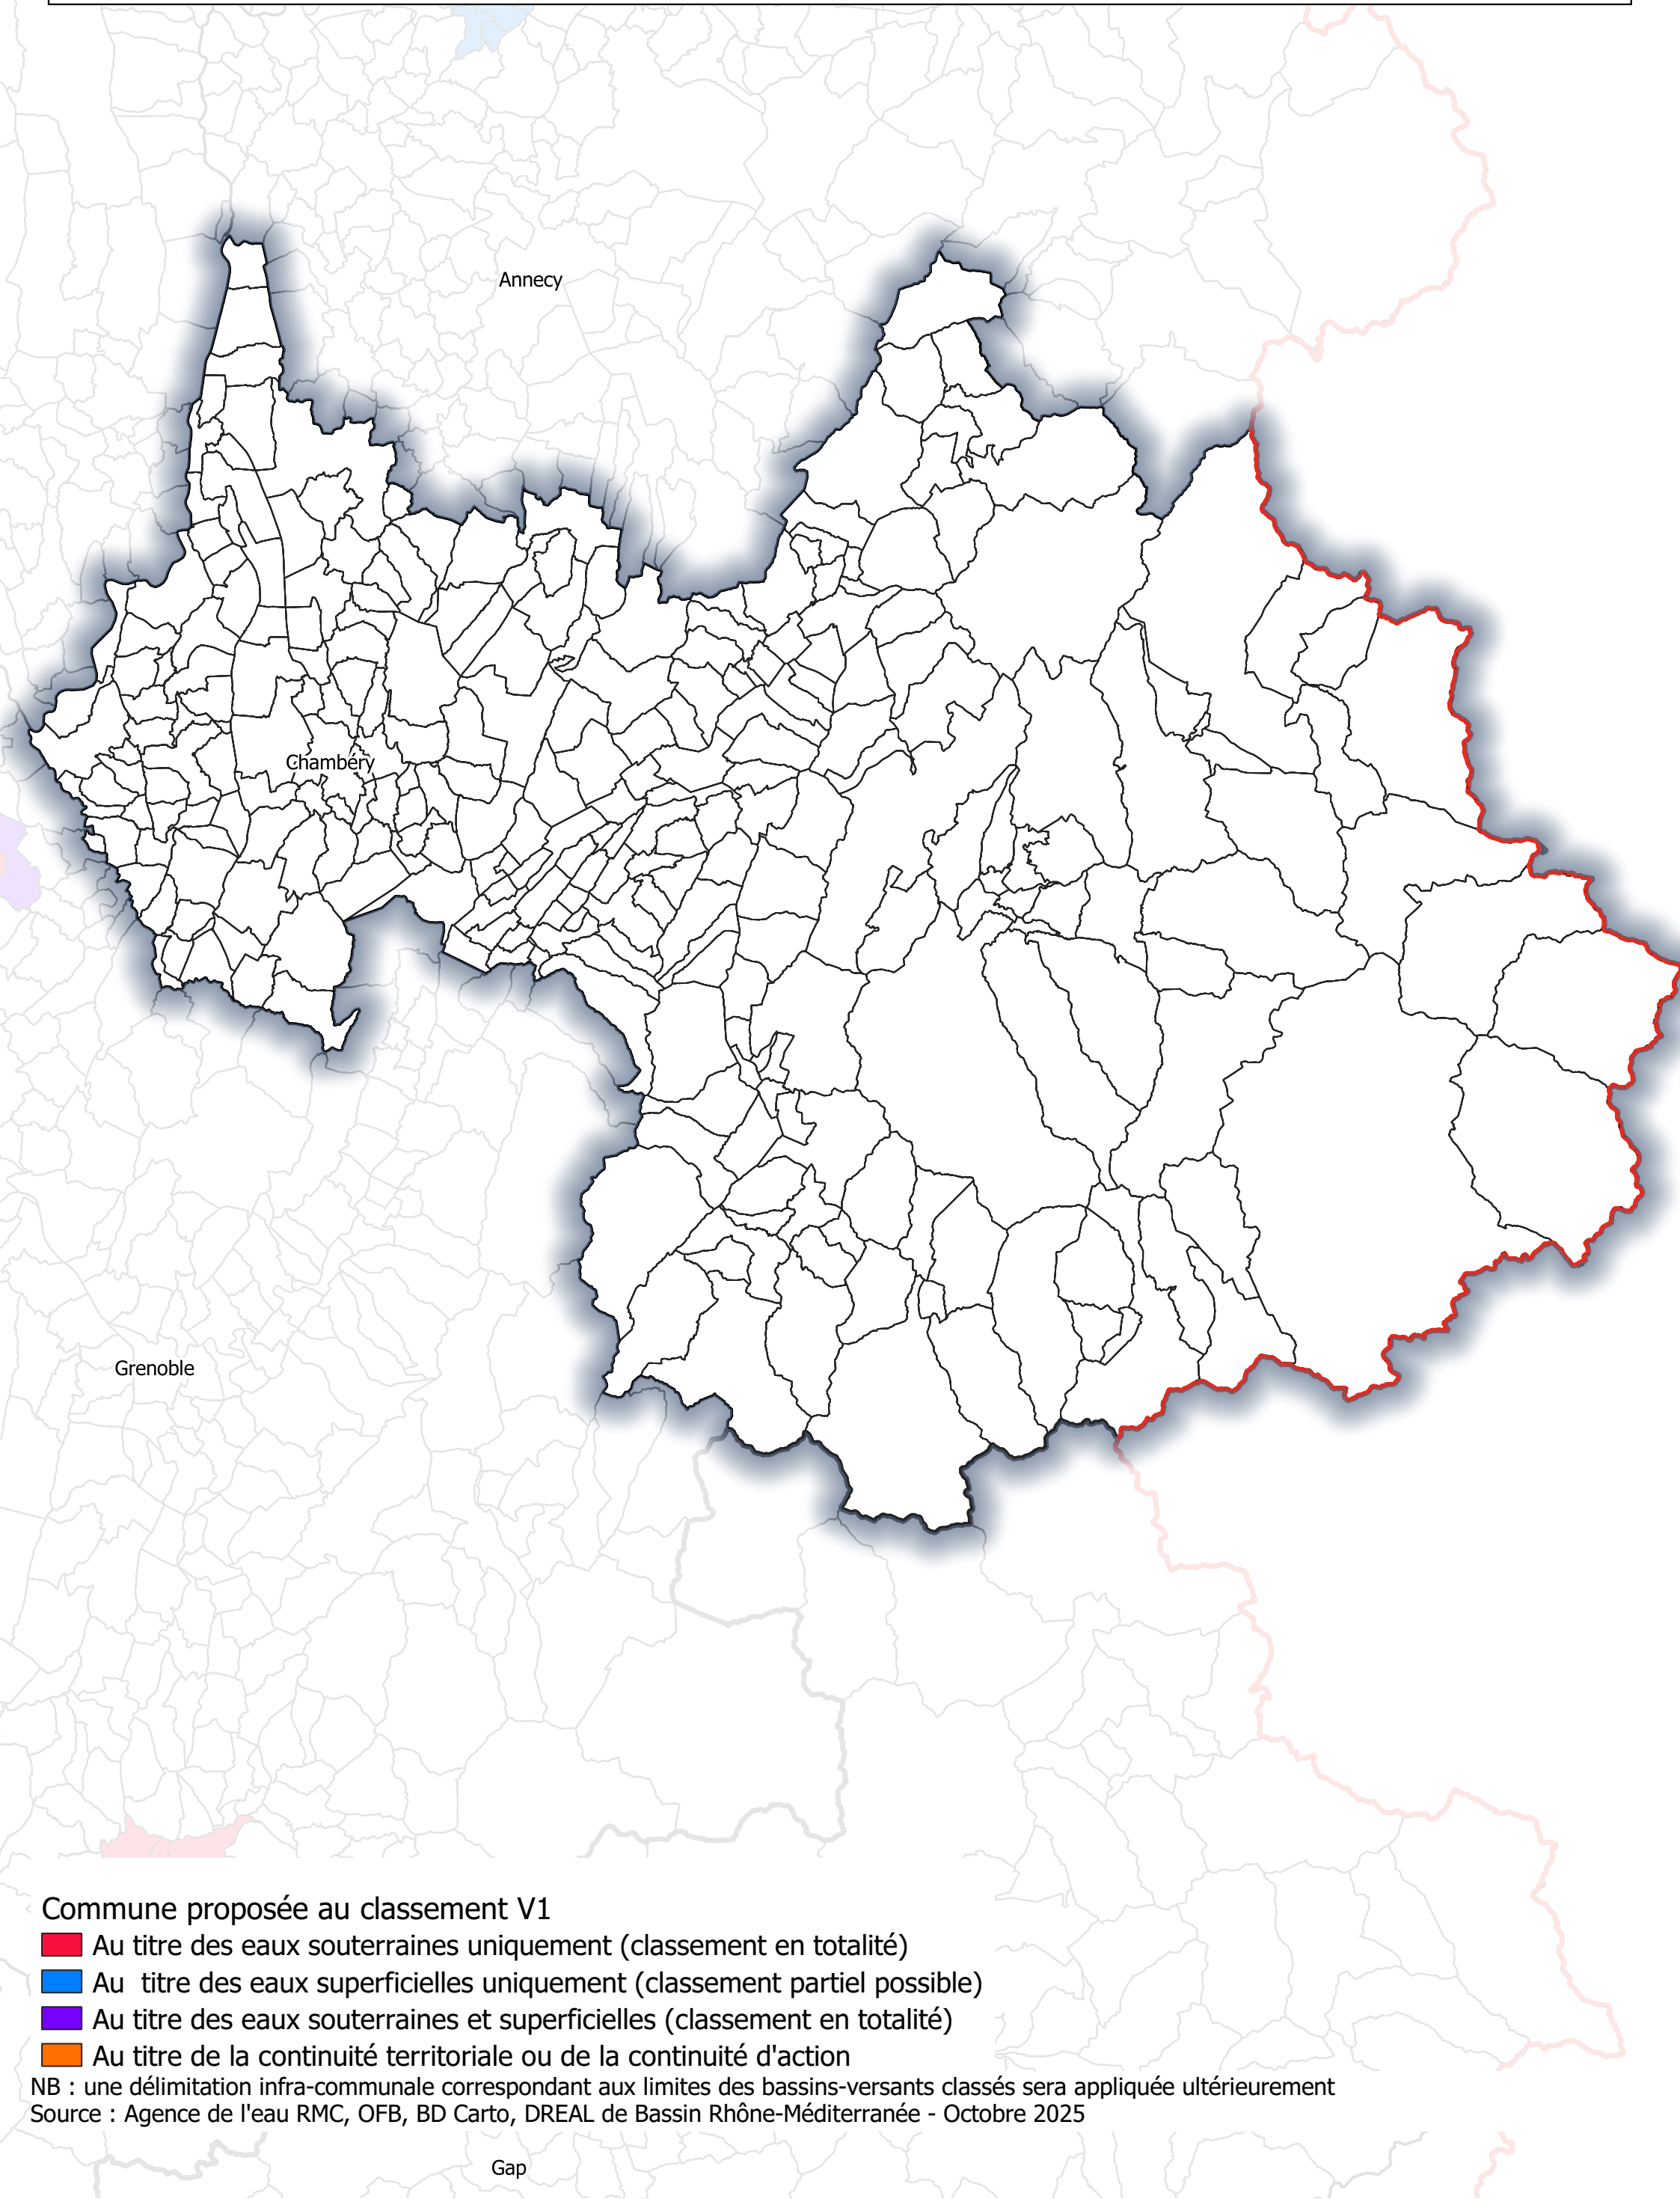 Annecy
Chambéry
Grenoble
Commune proposée au classement V1
Au titre des eaux souterraines uniquement (classement en totalité)
Au  titre des eaux superficielles uniquement (classement partiel possible)
Au titre des eaux souterraines et superficielles (classement en totalité)
Au titre de la continuité territoriale ou de la continuité d'action
NB : une délimitation infra-communale correspondant aux limites des bassins-versants classés sera appliquée ultérieurement
Source : Agence de l'eau RMC, OFB, BD Carto, DREAL de Bassin Rhône-Méditerranée - Octobre 2025
Gap